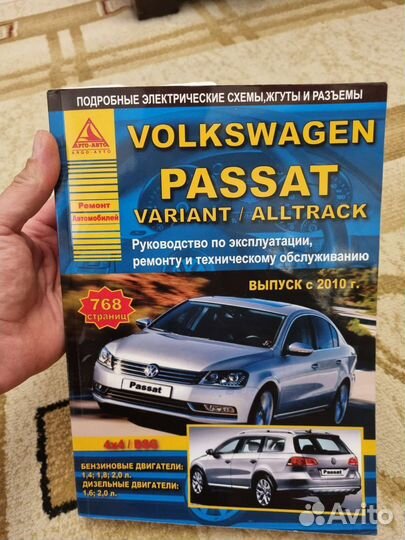 ПОДРОБНЫЕ ЭЛЕКТРИЧЕСКИЕ СХЕМЫ,ЖГУТЫ И РАЗЪЕМЫ
АРГО-АВТО
ARGO-AVTO
VOLKSWAGEN
PASSAT
VARIANT / ALLTRACK
Ремонт
Автомобилей
Руководство по эксплуатации,
ремонту и техническому обслуживанию
ВЫПУСК с 2010 г.
768
страниц
Passat
4x4 / DSG
БЕНЗИНОВЫЕ ДВИГАТЕЛИ:
1,4; 1,8; 2,0 л.
ДИЗЕЛЬНЫЕ ДВИГАТЕЛИ:
1,6; 2,0 л.
Passat
Avito